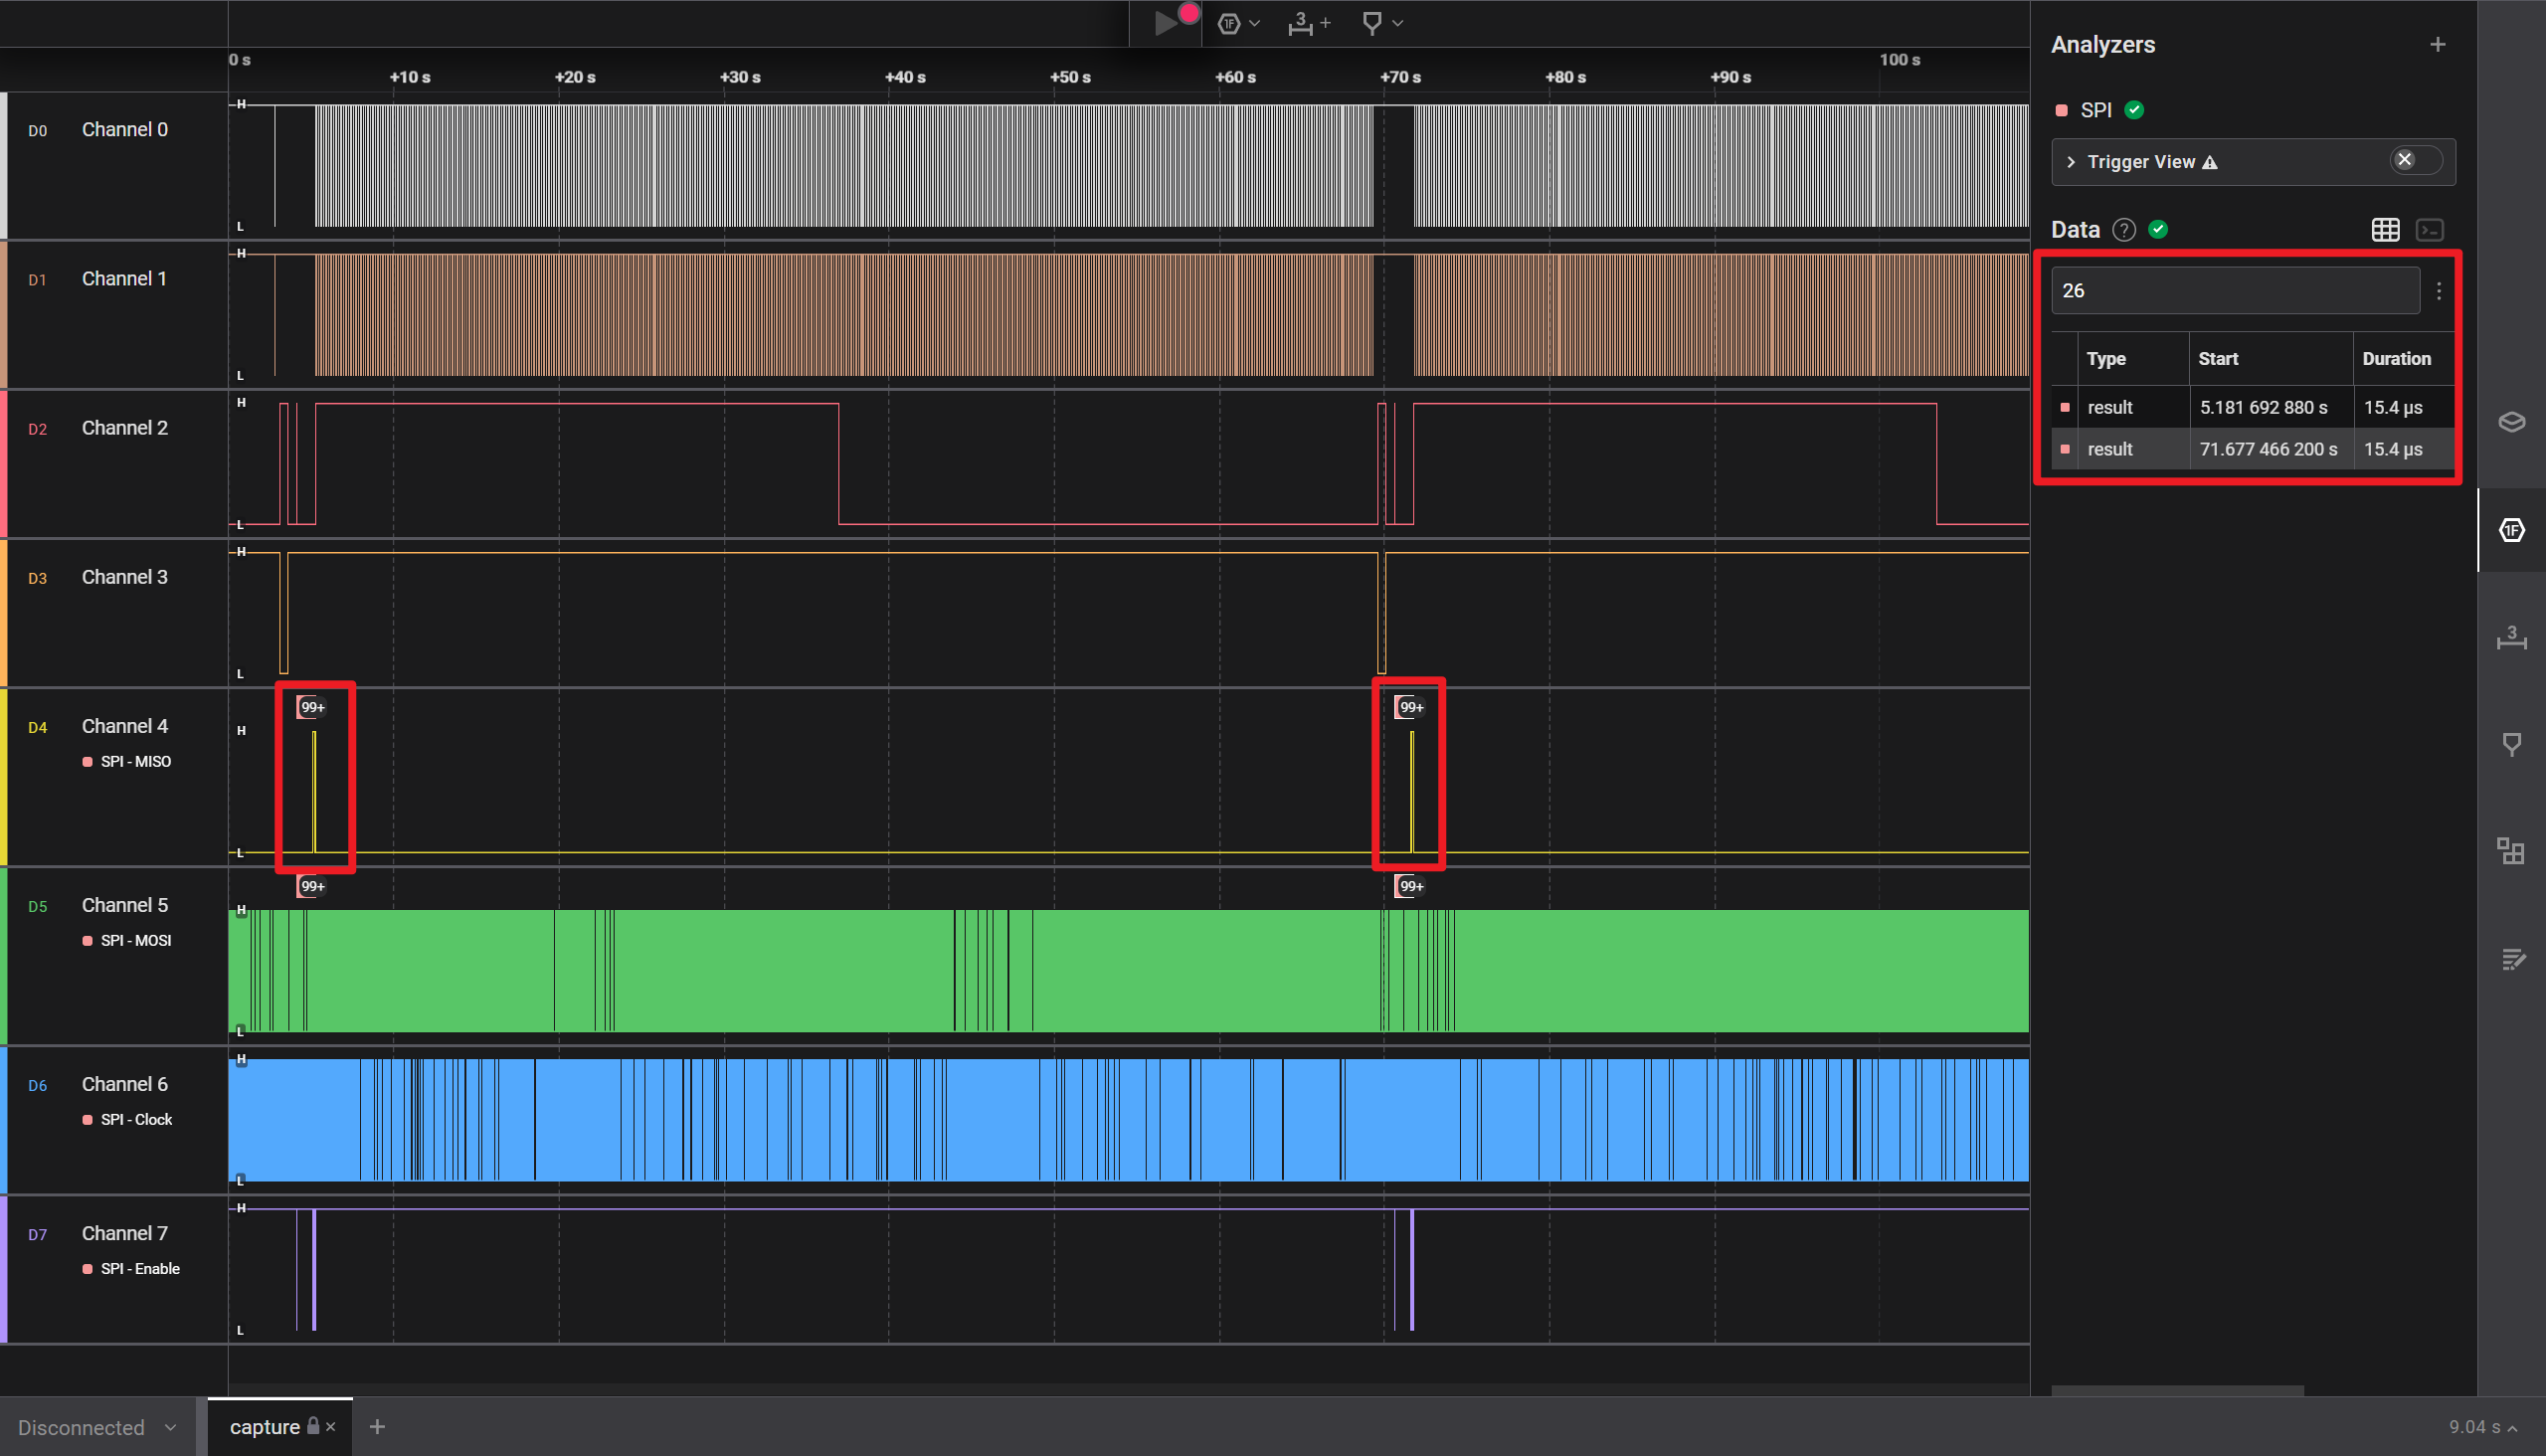 3
0 s
100 s
+10 s +20 s +30 s +40 s +50 s +60 s +70 s +80 s +90 s
D0 Channel 0
H
L
D1 Channel 1
H
L
D2 Channel 2
H
L
D3 Channel 3
H
L
D4 Channel 4
SPI - MISO
99+ 99+
H
L
D5 Channel 5
SPI - MOSI
99+ 99+
H
L
D6 Channel 6
SPI - Clock
H
L
D7 Channel 7
SPI - Enable
H
L
Analyzers
SPI
Trigger View
Data ?
26
Type Start Duration
result 5.181 692 880 s 15.4 μs
result 71.677 466 200 s 15.4 μs
1F
3
Disconnected
capture
9.04 s